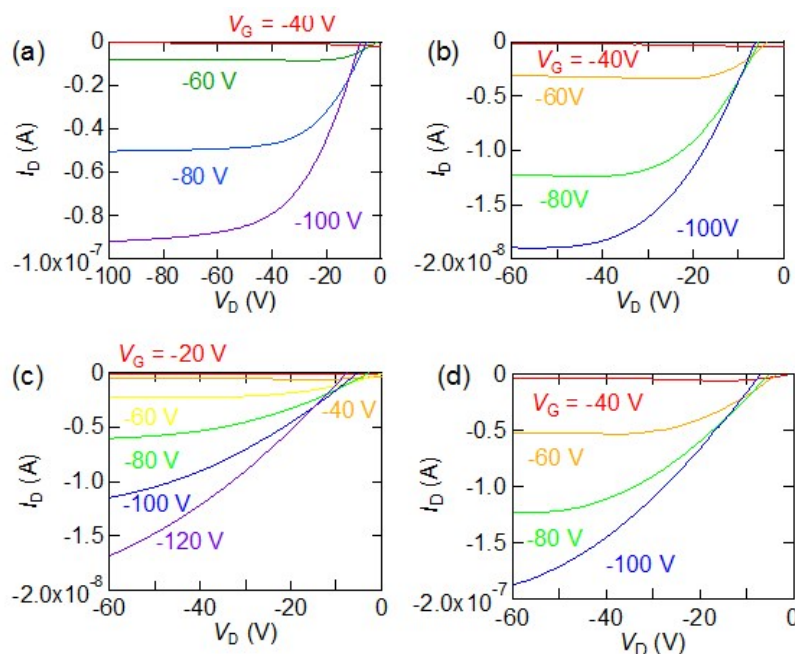 (a)
V_G = -40 V
0
-0.2
-0.4
-0.6
-0.8
-1.0x10^-7
I_D (A)
-60 V
-80 V
-100 V
-100 -80 -60 -40 -20 0
V_D (V)
(b)
0
-0.5
-1.0
-1.5
-2.0x10^-8
I_D (A)
V_G = -40V
-60V
-80V
-100V
-60 -40 -20 0
V_D (V)
(c)
V_G = -20 V
0
-0.5
-1.0
-1.5
-2.0x10^-8
I_D (A)
-40 V
-60 V
-80 V
-100 V
-120 V
-60 -40 -20 0
V_D (V)
(d)
0
-0.5
-1.0
-1.5
-2.0x10^-7
I_D (A)
V_G = -40 V
-60 V
-80 V
-100 V
-60 -40 -20 0
V_D (V)